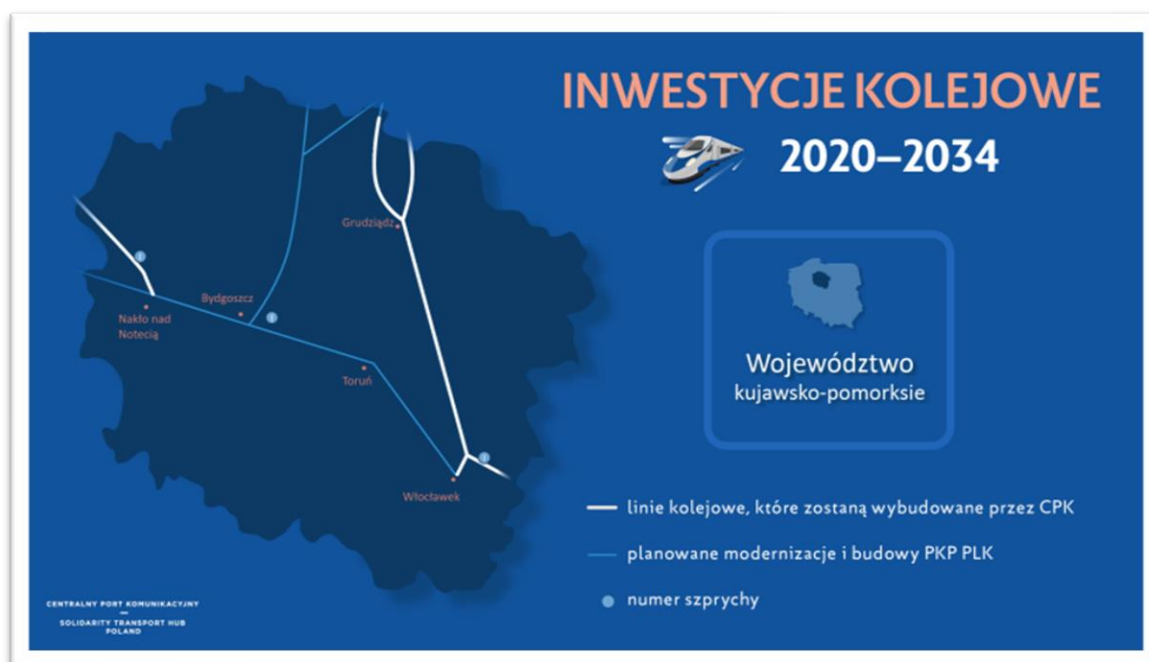 INWESTYCJE KOLEJOWE
2020–2034
Grudziądz
Bydgoszcz
Nakło nad
Notecią
Toruń
Włocławek
Województwo
kujawsko-pomorksie
linie kolejowe, które zostaną wybudowane przez CPK
planowane modernizacje i budowy PKP PLK
numer szprychy
CENTRALNY PORT KOMUNIKACYJNY
—
SOLIDARITY TRANSPORT HUB
POLAND